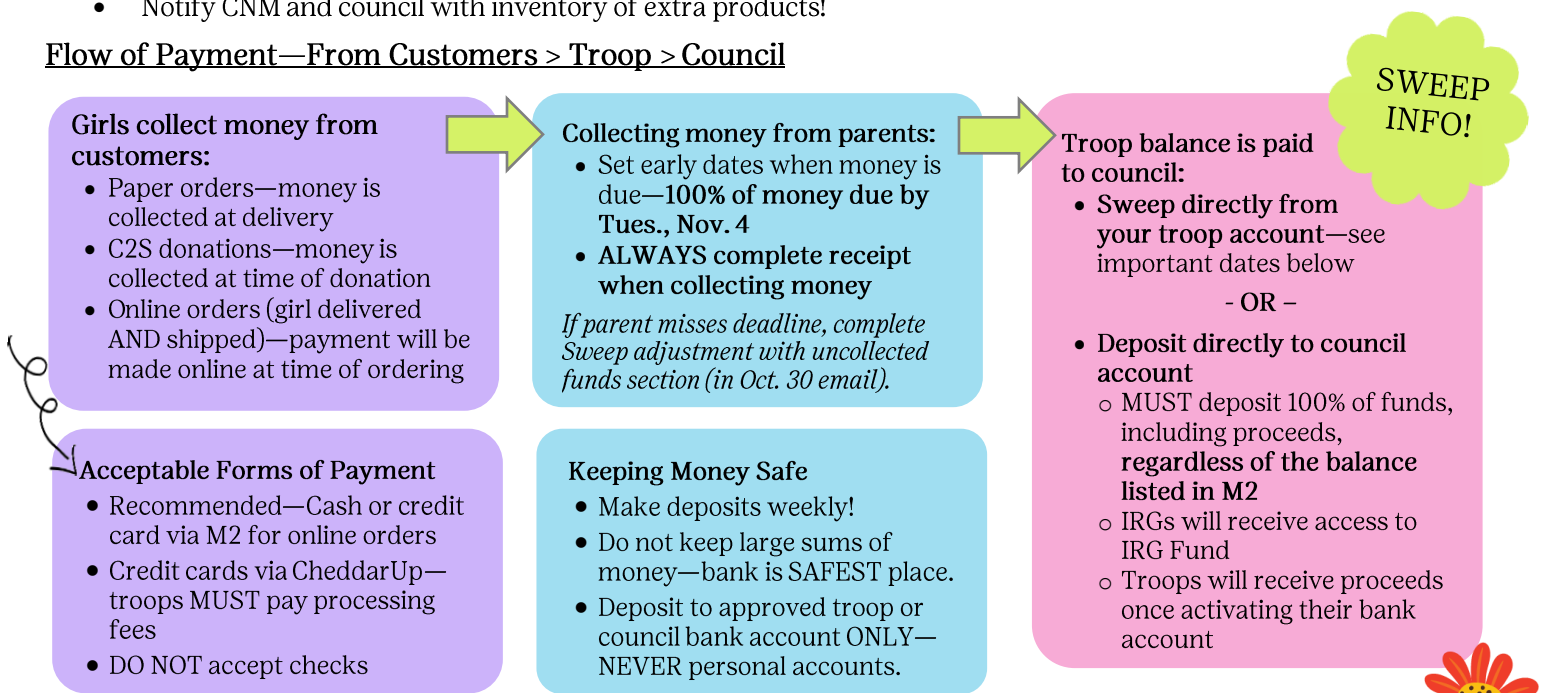 • Notify CNM and council with inventory of extra products!
Flow of Payment—From Customers > Troop > Council
SWEEP
INFO!
Girls collect money from
customers:
• Paper orders—money is
collected at delivery
• C2S donations—money is
collected at time of donation
• Online orders (girl delivered
AND shipped)—payment will be
made online at time of ordering
Collecting money from parents:
• Set early dates when money is
due—100% of money due by
Tues., Nov. 4
• ALWAYS complete receipt
when collecting money
If parent misses deadline, complete
Sweep adjustment with uncollected
funds section (in Oct. 30 email).
Troop balance is paid
to council:
• Sweep directly from
your troop account—see
important dates below
- OR –
• Deposit directly to council
account
○ MUST deposit 100% of funds,
including proceeds,
regardless of the balance
listed in M2
○ IRGs will receive access to
IRG Fund
○ Troops will receive proceeds
once activating their bank
account
Acceptable Forms of Payment
• Recommended—Cash or credit
card via M2 for online orders
• Credit cards via CheddarUp—
troops MUST pay processing
fees
• DO NOT accept checks
Keeping Money Safe
• Make deposits weekly!
• Do not keep large sums of
money—bank is SAFEST place.
• Deposit to approved troop or
council bank account ONLY—
NEVER personal accounts.